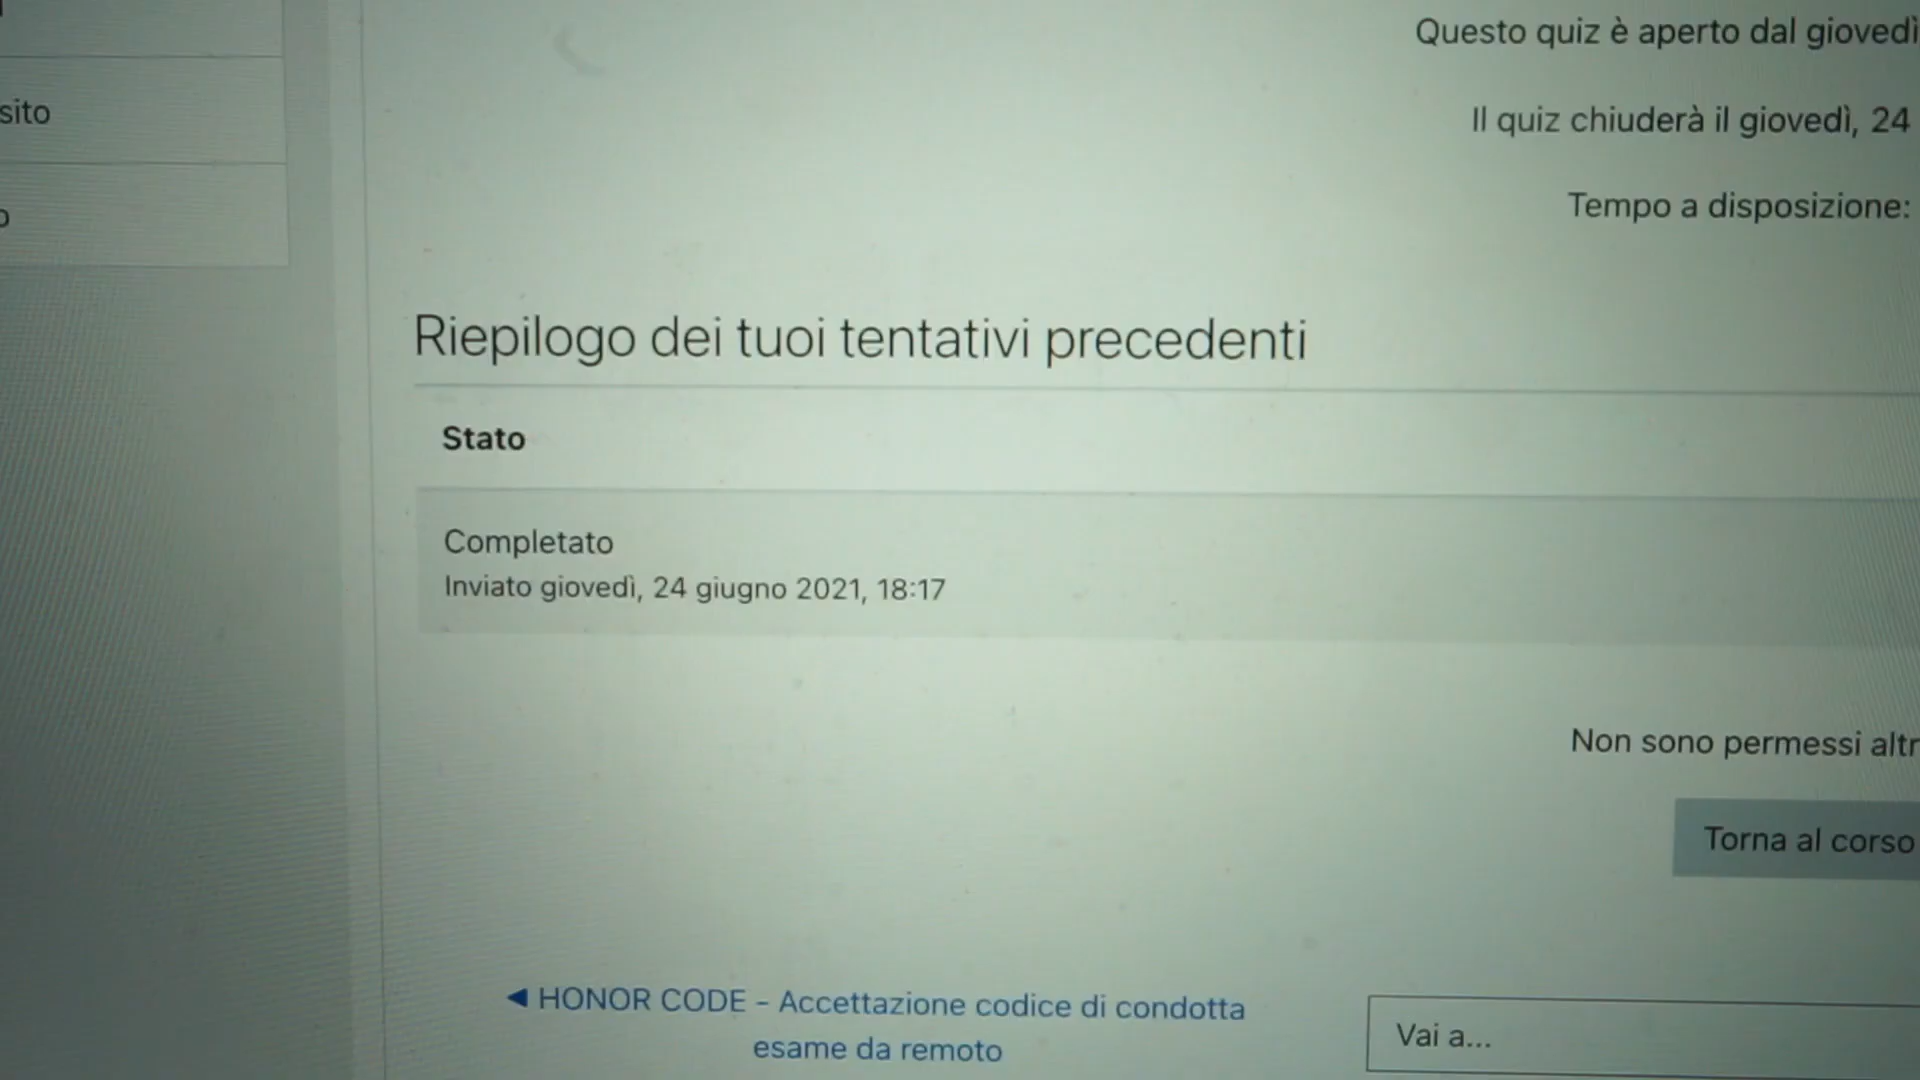 Questo quiz è aperto dal giovedì
sito
Il quiz chiuderà il giovedì, 24
Tempo a disposizione:
Riepilogo dei tuoi tentativi precedenti
Stato
Completato
Inviato giovedì, 24 giugno 2021, 18:17
Non sono permessi altr
Torna al corso
◄ HONOR CODE - Accettazione codice di condotta
esame da remoto
Vai a...